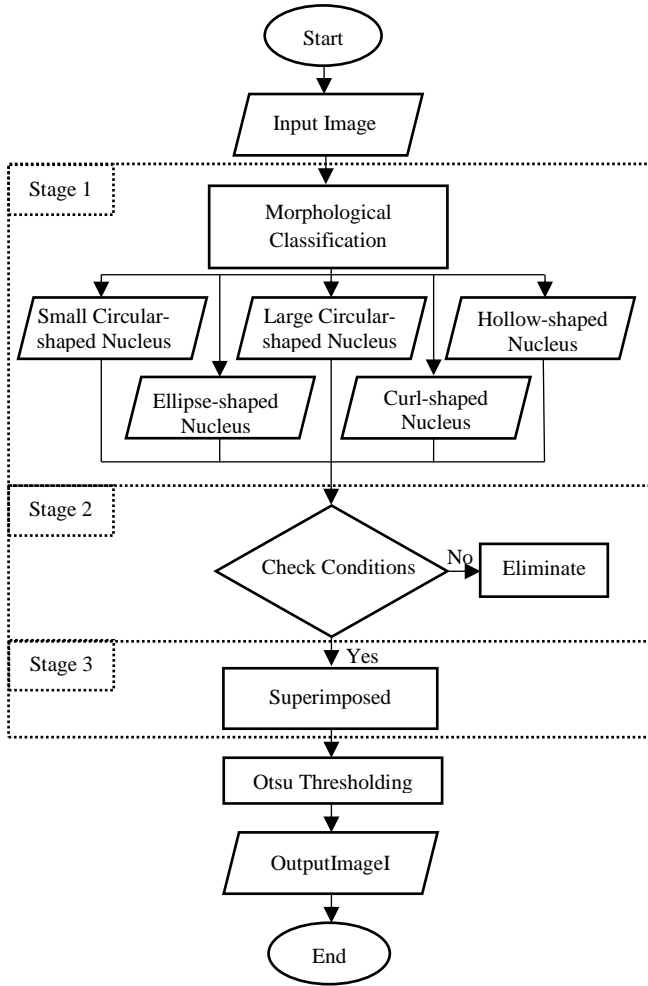 Start
Input Image
Stage 1
Morphological
Classification
Small Circular-
shaped Nucleus
Large Circular-
shaped Nucleus
Hollow-shaped
Nucleus
Ellipse-shaped
Nucleus
Curl-shaped
Nucleus
Stage 2
Check Conditions
No
Eliminate
Yes
Stage 3
Superimposed
Otsu Thresholding
OutputImageI
End